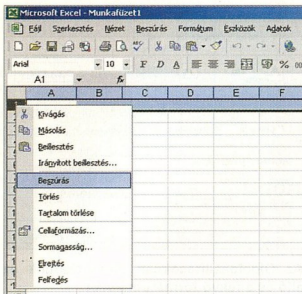 Microsoft Excel - Munkafüzet1
Fájl Szerkesztés Nézet Beszúrás Formátum Eszközök Adatok
Arial 10 F D A % 000
A1 fx
A B C D E F
Kivágás
Másolás
Beillesztés
Irányított beillesztés...
Beszúrás
Törlés
Tartalom törlése
Cellaformázás...
Sormagasság...
Elrejtés
Felfedés